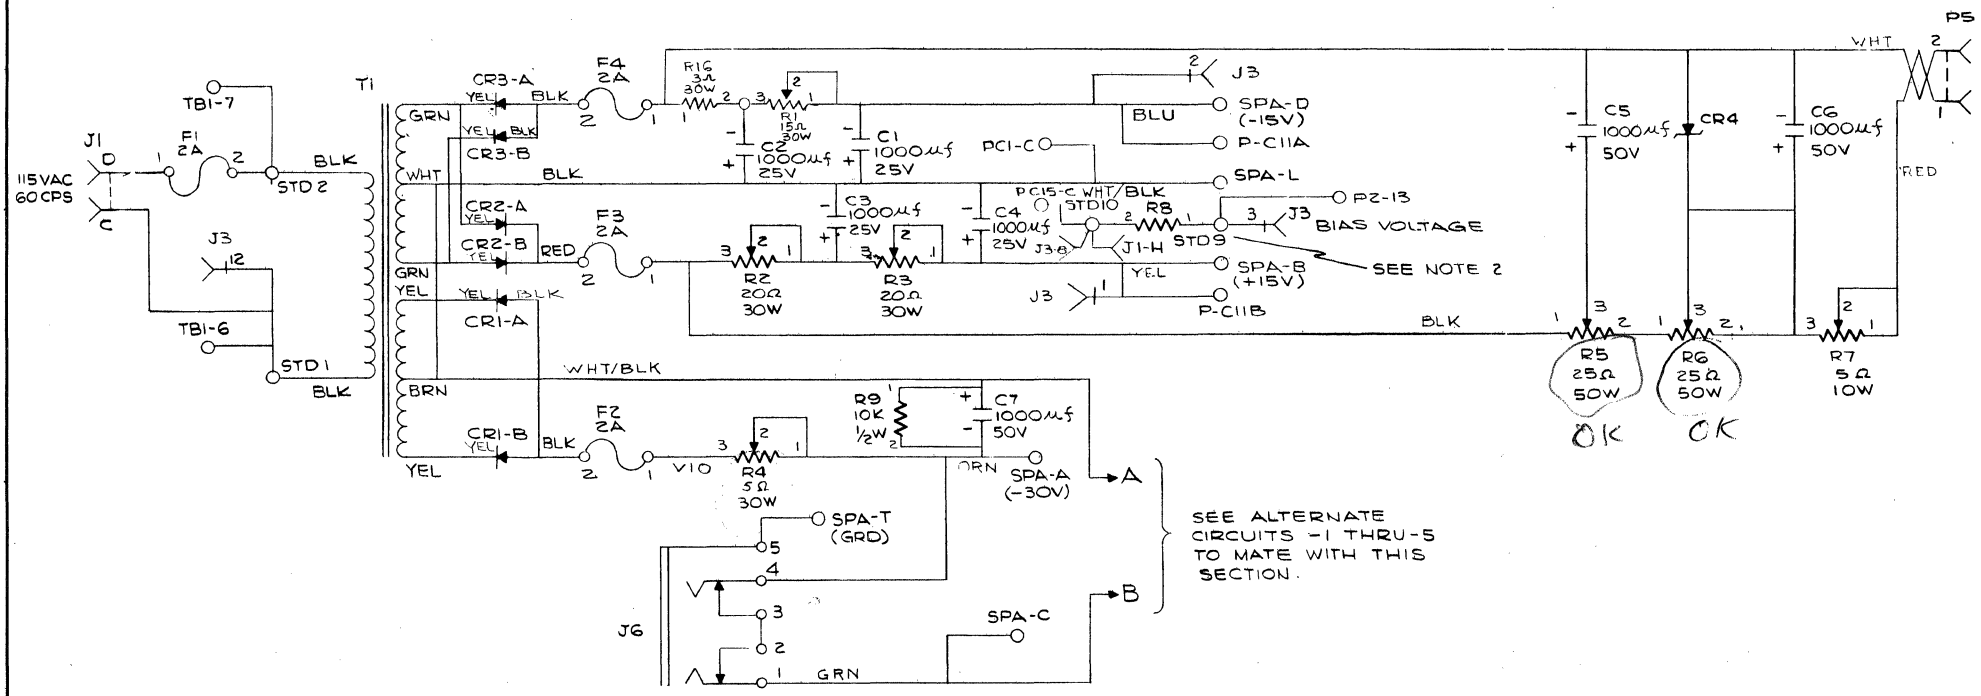 P5
WHT 2
1
RED
T1
TBI-7
J1
D
F1
2A
1 2
BLK
STD 2
115VAC
60CPS
C
J3
12
TBI-6
STD 1
BLK
GRN
WHT
GRN
YEL
BRN
YEL
CR3-A
YEL BLK
YEL BLK
CR3-B
F4
2A
2 1
R16
3Ω
30W
1 2
3 2 1
R1
15Ω
30W
-
C2
1000µf
+ 25V
-
C1
1000µf
+ 25V
BLK
2 J3
BLU
SPA-D
(-15V)
P-C11A
PC1-C
SPA-L
PC15-C WHT/BLK
STD10
R8
2 1
STD9
P2-13
3 J3
BIAS VOLTAGE
SEE NOTE 2
J3-8
J1-H
CR2-A
YEL
CR2-B
YEL
RED
F3
2A
2 1
3 2 1
R2
20Ω
30W
-
C3
1000µf
+ 25V
3 2 1
R3
20Ω
30W
-
C4
1000µf
+ 25V
YEL
SPA-B
(+15V)
J3 1
P-C11B
BLK
-
C5
1000µf
+ 50V
CR4
-
C6
1000µf
+ 50V
1 3 2
R5
25Ω
50W
OK
1 3 2
R6
25Ω
50W
OK
3 2 1
R7
5Ω
10W
YEL BLK
CR1-A
WHT/BLK
CR1-B
YEL
BLK
F2
2A
2 1
VIO
3 2 1
R4
5Ω
30W
R9
10K
1/2W
1
2
+
C7
1000µf
- 50V
ORN
SPA-A
(-30V)
A
B
SEE ALTERNATE
CIRCUITS -1 THRU-5
TO MATE WITH THIS
SECTION.
SPA-T
(GRD)
5
4
3
2
1
J6
GRN
SPA-C